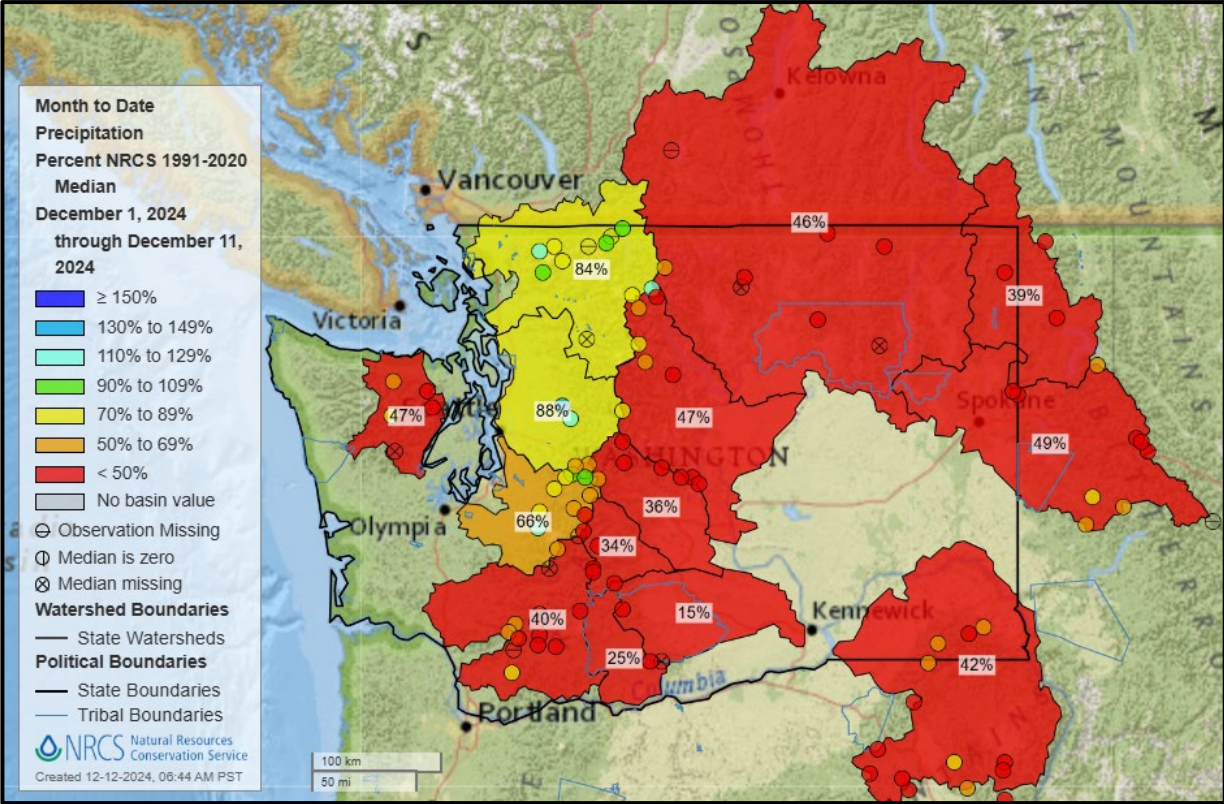 Month to Date
Precipitation
Percent NRCS 1991-2020
Median
December 1, 2024
through December 11,
2024
≥ 150%
130% to 149%
110% to 129%
90% to 109%
70% to 89%
50% to 69%
< 50%
No basin value
Observation Missing
Median is zero
Median missing
Watershed Boundaries
State Watersheds
Political Boundaries
State Boundaries
Tribal Boundaries
NRCS Natural Resources
Conservation Service
Created 12-12-2024, 06:44 AM PST
Kelowna
Vancouver
46%
84%
39%
Victoria
Spokane
47%
88%
47%
49%
WASHINGTON
Olympia
66%
36%
34%
40%
15%
Kennewick
25%
42%
Columbia
Portland
100 km
50 mi